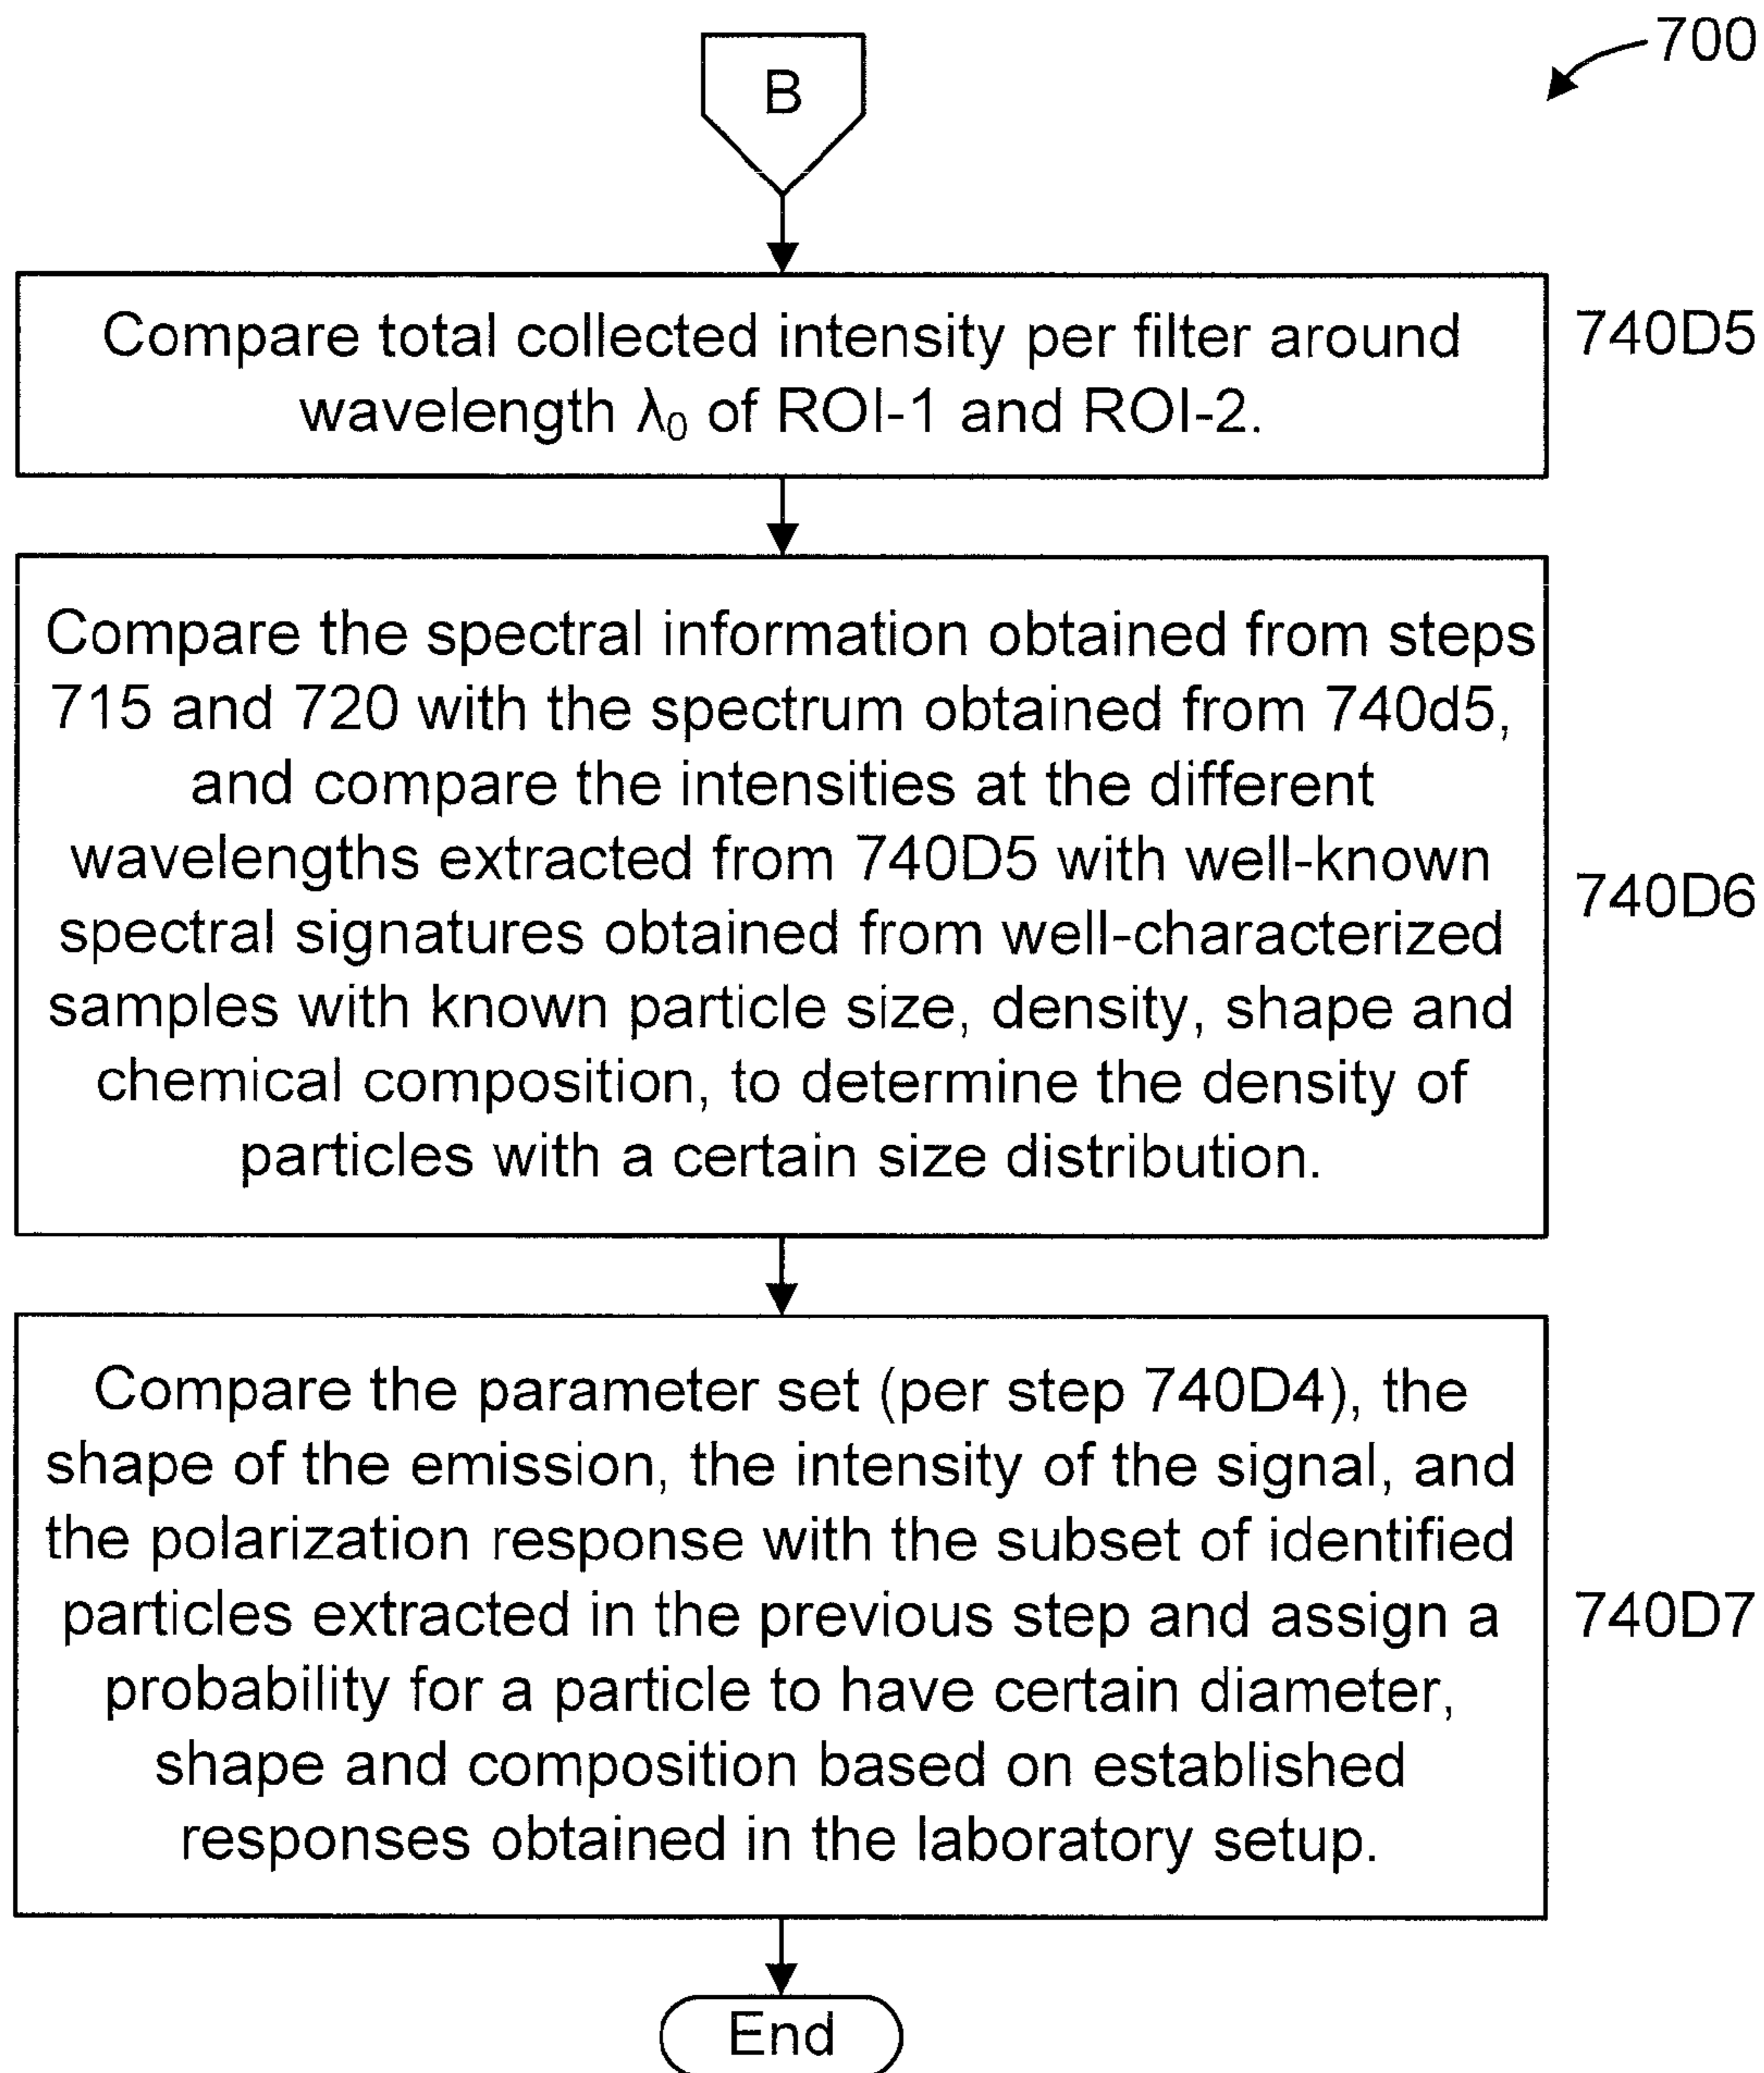 700
B
Compare total collected intensity per filter around
wavelength λ₀ of ROI-1 and ROI-2.
740D5
Compare the spectral information obtained from steps
715 and 720 with the spectrum obtained from 740d5,
and compare the intensities at the different
wavelengths extracted from 740D5 with well-known
spectral signatures obtained from well-characterized
samples with known particle size, density, shape and
chemical composition, to determine the density of
particles with a certain size distribution.
740D6
Compare the parameter set (per step 740D4), the
shape of the emission, the intensity of the signal, and
the polarization response with the subset of identified
particles extracted in the previous step and assign a
probability for a particle to have certain diameter,
shape and composition based on established
responses obtained in the laboratory setup.
740D7
End